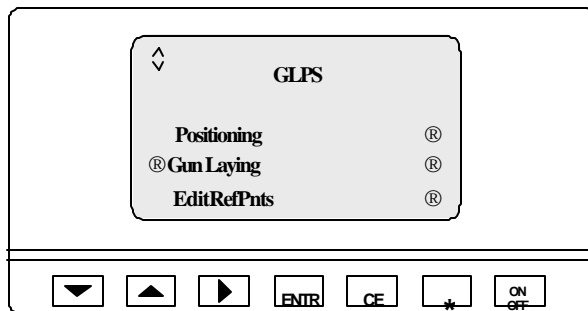 GLPS
Positioning ®
® Gun Laying ®
EditRefPnts ®
ENTR CE * ON
OFF